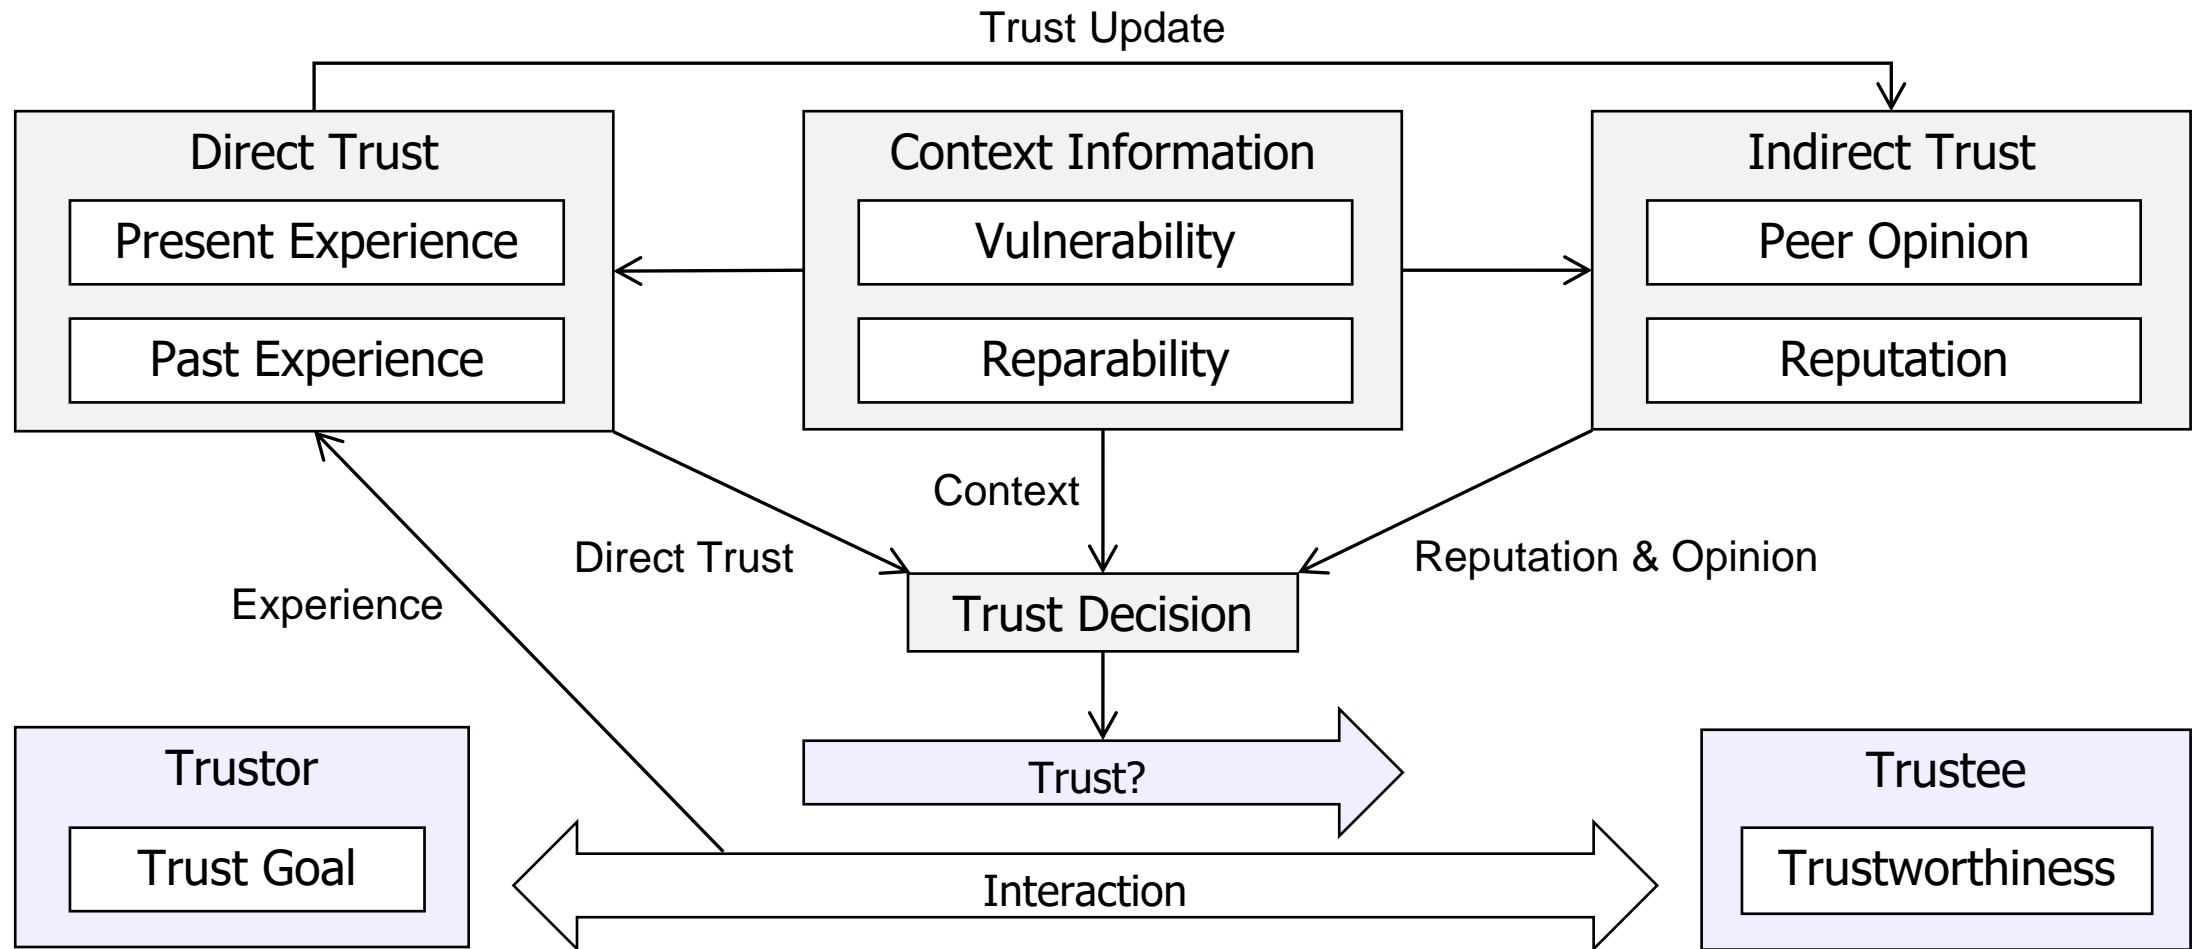 Trust Update
Direct Trust
Present Experience
Past Experience
Context Information
Vulnerability
Reparability
Indirect Trust
Peer Opinion
Reputation
Context
Direct Trust
Reputation & Opinion
Experience
Trust Decision
Trust?
Trustor
Trust Goal
Interaction
Trustee
Trustworthiness